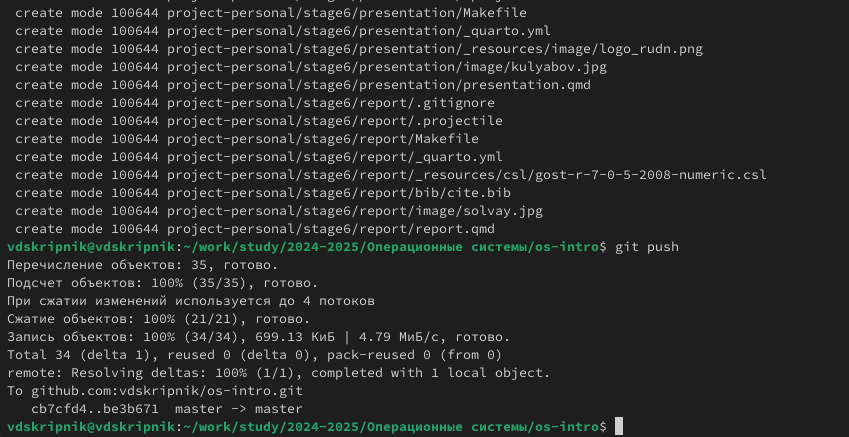 create mode 100644 project-personal/stage6/presentation/Makefile
create mode 100644 project-personal/stage6/presentation/_quarto.yml
create mode 100644 project-personal/stage6/presentation/_resources/image/logo_rudn.png
create mode 100644 project-personal/stage6/presentation/image/kulyabov.jpg
create mode 100644 project-personal/stage6/presentation/presentation.qmd
create mode 100644 project-personal/stage6/report/.gitignore
create mode 100644 project-personal/stage6/report/.projectile
create mode 100644 project-personal/stage6/report/Makefile
create mode 100644 project-personal/stage6/report/_quarto.yml
create mode 100644 project-personal/stage6/report/_resources/csl/gost-r-7-0-5-2008-numeric.csl
create mode 100644 project-personal/stage6/report/bib/cite.bib
create mode 100644 project-personal/stage6/report/image/solvay.jpg
create mode 100644 project-personal/stage6/report/report.qmd
vdskripnik@vdskripnik:~/work/study/2024-2025/Операционные системы/os-intro$ git push
Перечисление объектов: 35, готово.
Подсчет объектов: 100% (35/35), готово.
При сжатии изменений используется до 4 потоков
Сжатие объектов: 100% (21/21), готово.
Запись объектов: 100% (34/34), 699.13 КиБ | 4.79 МиБ/с, готово.
Total 34 (delta 1), reused 0 (delta 0), pack-reused 0 (from 0)
remote: Resolving deltas: 100% (1/1), completed with 1 local object.
To github.com:vdskripnik/os-intro.git
cb7cfd4..be3b671  master -> master
vdskripnik@vdskripnik:~/work/study/2024-2025/Операционные системы/os-intro$